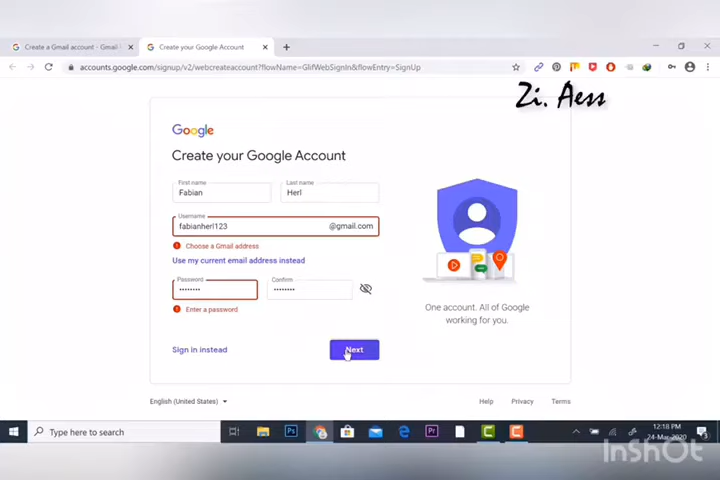 Create a Gmail account - Gmail
Create your Google Account
accounts.google.com/signup/v2/webcreateaccount?flowName=GlifWebSignIn&flowEntry=SignUp
Zi. Aess
Google
Create your Google Account
First name
Last name
Fabian
Herl
Username
fabianherl123
@gmail.com
Choose a Gmail address
Use my current email address instead
Password
Confirm
Enter a password
One account. All of Google
working for you.
Sign in instead
Next
English (United States)
Help Privacy Terms
Type here to search
Ps
Pr
12:18 PM
24-Mar-2020
InShOt